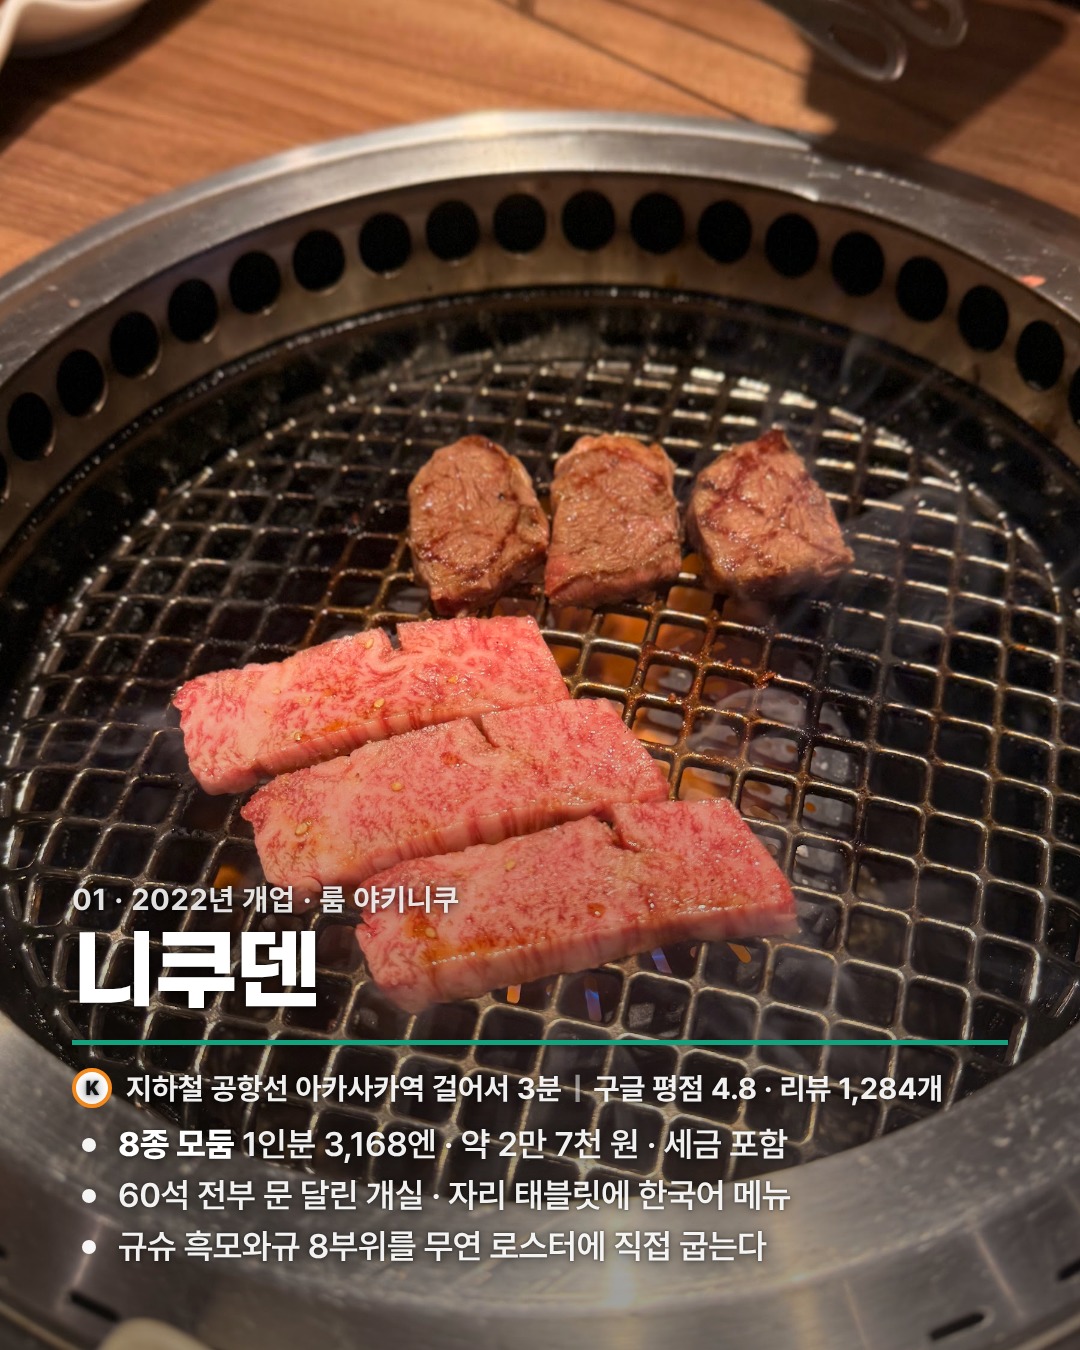 01 · 2022년 개업 · 룸 야키니쿠
니쿠덴
K 지하철 공항선 아카사카역 걸어서 3분 | 구글 평점 4.8 · 리뷰 1,284개
• 8종 모둠 1인분 3,168엔 · 약 2만 7천 원 · 세금 포함
• 60석 전부 문 달린 개실 · 자리 태블릿에 한국어 메뉴
• 규슈 흑모와규 8부위를 무연 로스터에 직접 굽는다